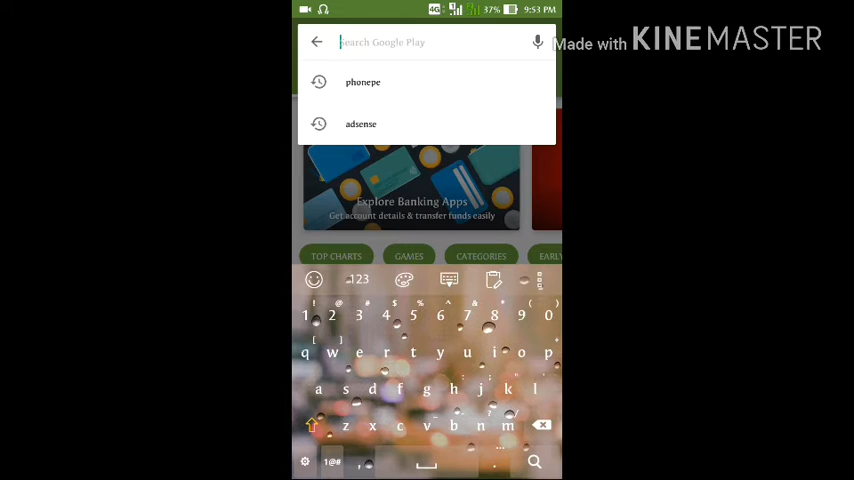 4G 1 37% 9:53 PM
Search Google Play
Made with KINEMASTER
phonepe
adsense
Explore Banking Apps
Get account details & transfer funds easily
TOP CHARTS GAMES CATEGORIES EARLY
123
! @ # $ % ^ & * ( )
1 2 3 4 5 6 7 8 9 0
[ ] +
q w e r t y u i o p
: ; " '
a s d f g h j k l
_ ? /
z x c v b n m
...
1@# , .